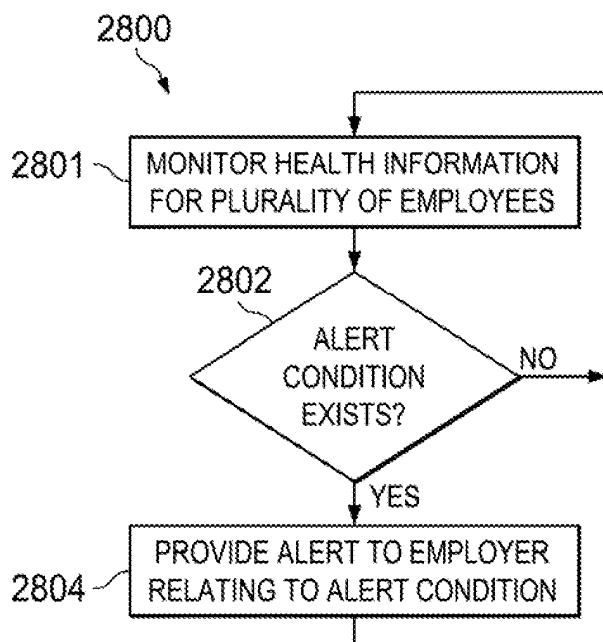 2800
2801
MONITOR HEALTH INFORMATION
FOR PLURALITY OF EMPLOYEES
2802
ALERT
CONDITION
EXISTS?
NO
YES
2804
PROVIDE ALERT TO EMPLOYER
RELATING TO ALERT CONDITION